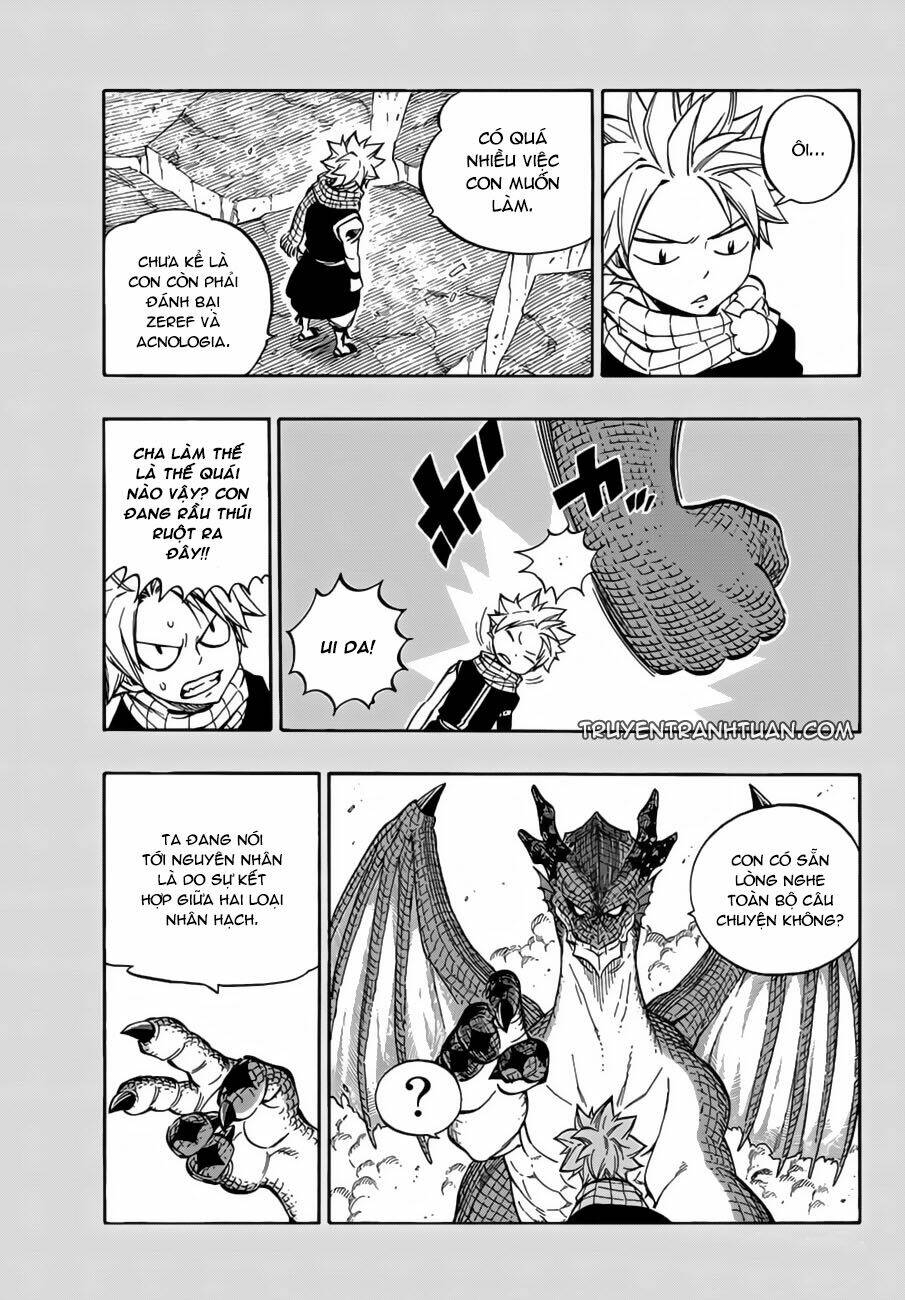 ÔI...
CÓ QUÁ
NHIỀU VIỆC
CON MUỐN
LÀM.
CHƯA KỂ LÀ
CON CÒN PHẢI
ĐÁNH BẠI
ZEREF VÀ
ACNOLOGIA.
UI DA!
CHA LÀM THẾ
LÀ THẾ QUÁI
NÀO VẬY? CON
ĐANG RẦU THÚI
RUỘT RA
ĐÂY!!
TRUYENTRANHTUAN.COM
CON CÓ SẴN
LÒNG NGHE
TOÀN BỘ CÂU
CHUYỆN KHÔNG?
?
TA ĐANG NÓI
TỚI NGUYÊN NHÂN
LÀ DO SỰ KẾT
HỢP GIỮA HAI LOẠI
NHÂN HẠCH.